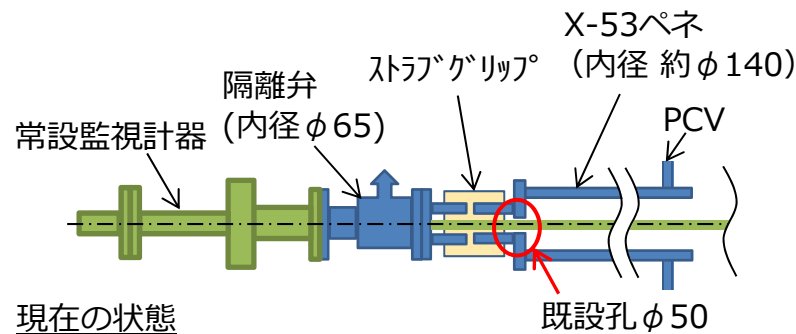 X-53ペネ
(内径 約φ140)
ｽﾄﾗﾌﾞｸﾞﾘｯﾌﾟ
隔離弁
(内径φ65)
PCV
常設監視計器
現在の状態
既設孔φ50